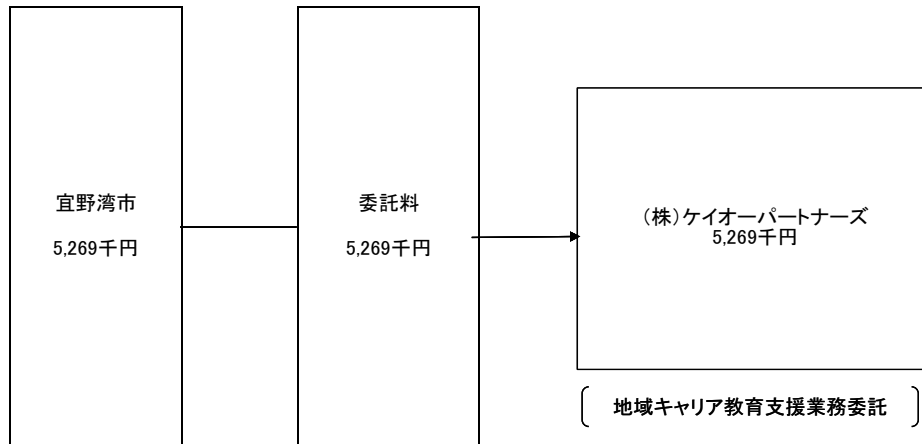 宜野湾市
5,269千円
委託料
5,269千円
(株)ケイオーパートナーズ
5,269千円
地域キャリア教育支援業務委託